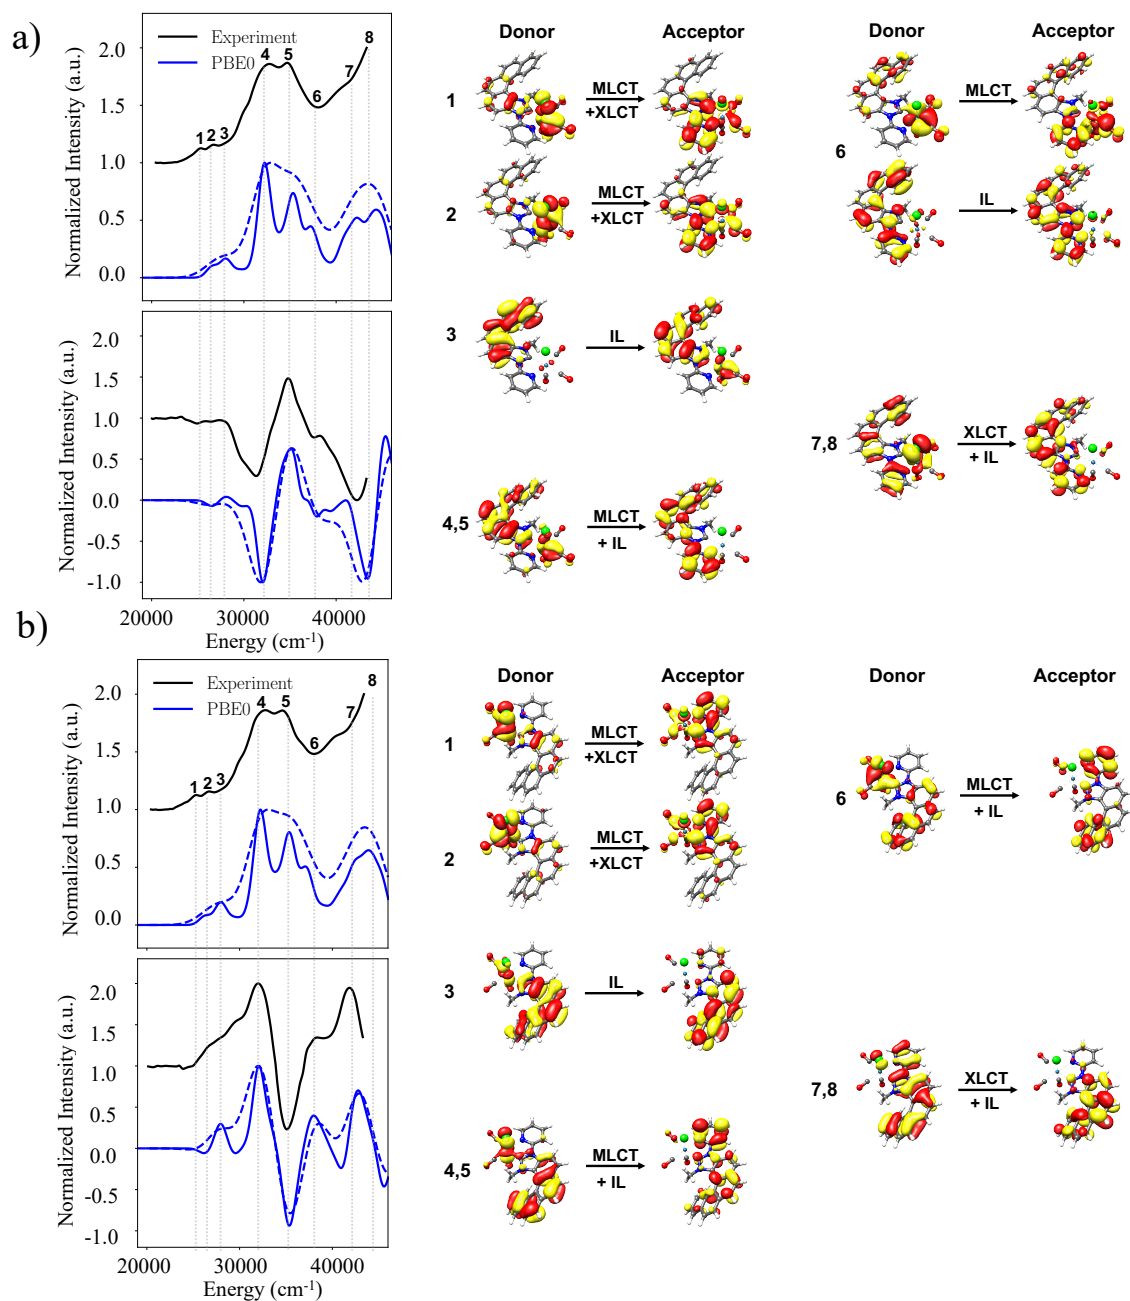 a)
Experiment
PBE0
1 2 3 4 5 6 7 8
2.0
1.5
1.0
0.5
0.0
Normalized Intensity (a.u.)
2.0
1.5
1.0
0.5
0.0
-0.5
-1.0
Normalized Intensity (a.u.)
20000 30000 40000
Energy (cm-1)
Donor Acceptor
1 MLCT
+XLCT
2 MLCT
+XLCT
3 IL
4,5 MLCT
+ IL
6 MLCT
IL
7,8 XLCT
+ IL
b)
Experiment
PBE0
1 2 3 4 5 6 7 8
2.0
1.5
1.0
0.5
0.0
Normalized Intensity (a.u.)
2.0
1.5
1.0
0.5
0.0
-0.5
-1.0
Normalized Intensity (a.u.)
20000 30000 40000
Energy (cm-1)
Donor Acceptor
Donor Acceptor
1 MLCT
+XLCT
2 MLCT
+XLCT
3 IL
4,5 MLCT
+ IL
6 MLCT
+ IL
7,8 XLCT
+ IL